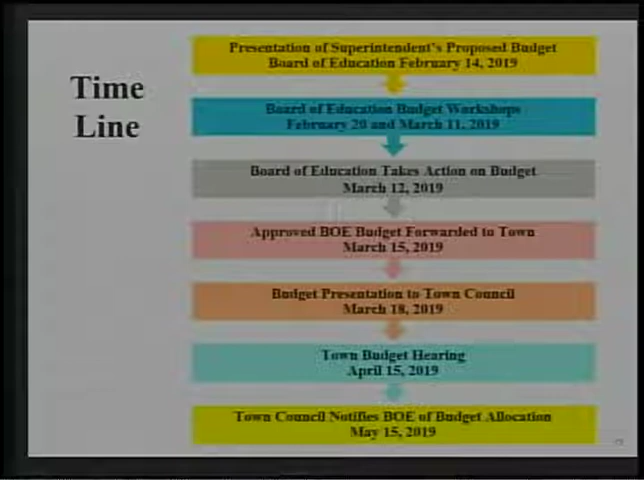 Time
Line
Presentation of Superintendent's Proposed Budget
Board of Education February 14, 2019
Board of Education Budget Workshops
February 20 and March 11, 2019
Board of Education Takes Action on Budget
March 12, 2019
Approved BOE Budget Forwarded to Town
March 15, 2019
Budget Presentation to Town Council
March 18, 2019
Town Budget Hearing
April 15, 2019
Town Council Notifies BOE of Budget Allocation
May 15, 2019